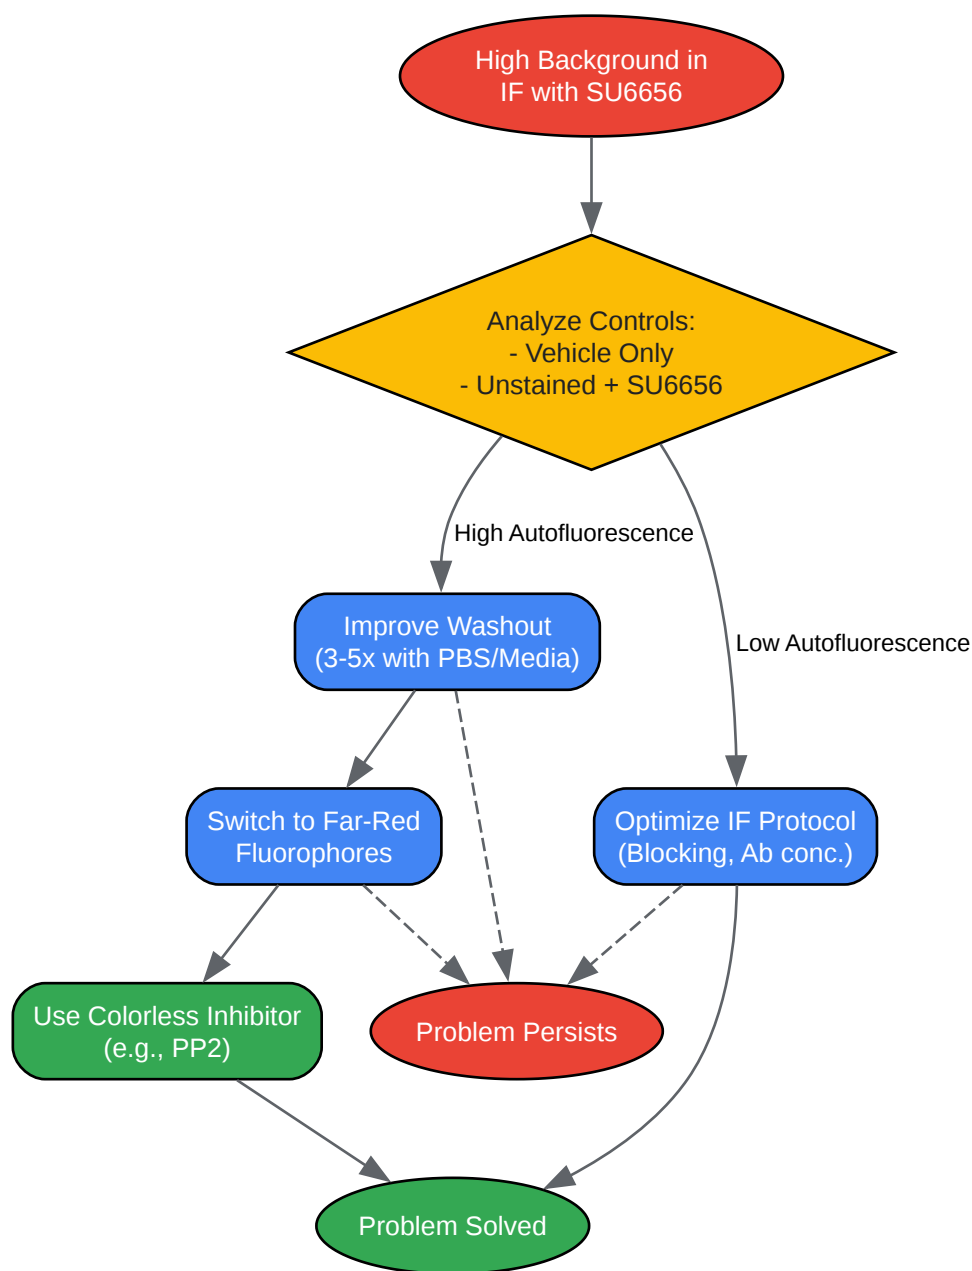 High Background in
IF with SU6656
Analyze Controls:
- Vehicle Only
- Unstained + SU6656
High Autofluorescence
Improve Washout
(3-5x with PBS/Media)
Low Autofluorescence
Switch to Far-Red
Fluorophores
Optimize IF Protocol
(Blocking, Ab conc.)
Use Colorless Inhibitor
(e.g., PP2)
Problem Persists
Problem Solved